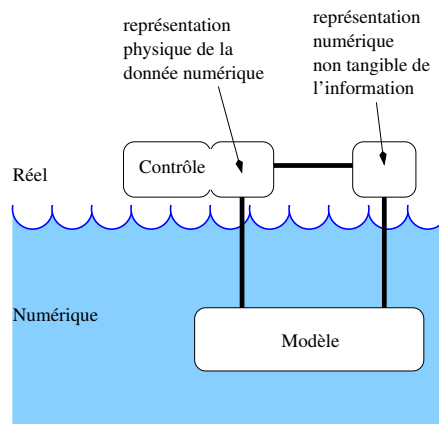 représentation
physique de la
donnée numérique
représentation
numérique
non tangible de
l'information
Contrôle
Réel
Numérique
Modèle